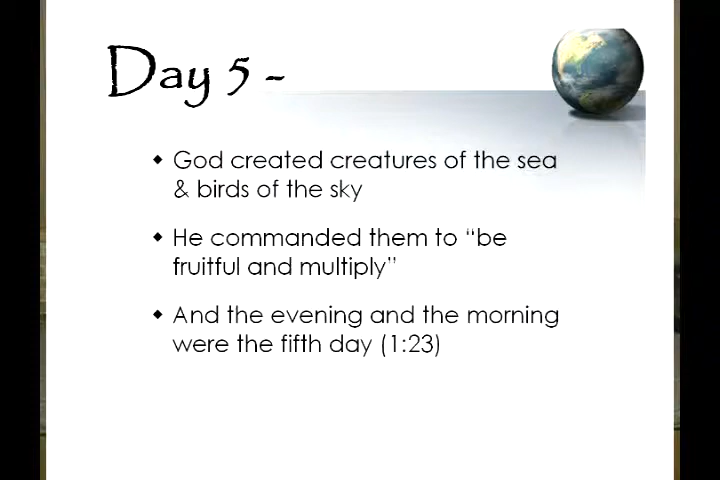 Day 5 -
◆ God created creatures of the sea
& birds of the sky
◆ He commanded them to “be
fruitful and multiply”
◆ And the evening and the morning
were the fifth day (1:23)